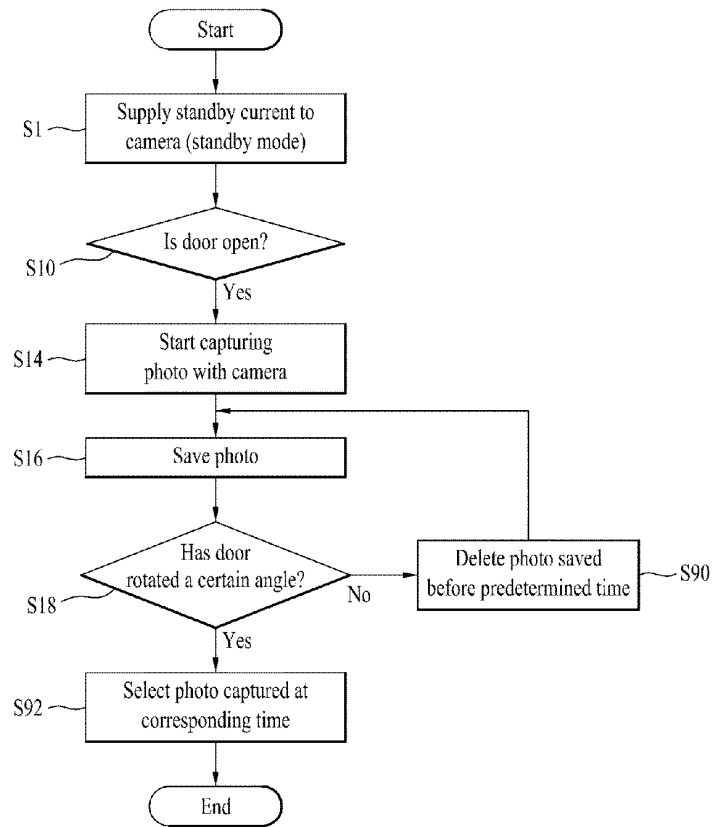 Start
S1
Supply standby current to
camera (standby mode)
Is door open?
S10
Yes
S14
Start capturing
photo with camera
S16
Save photo
Has door
rotated a certain angle?
S18
No
Delete photo saved
before predetermined time
S90
Yes
S92
Select photo captured at
corresponding time
End